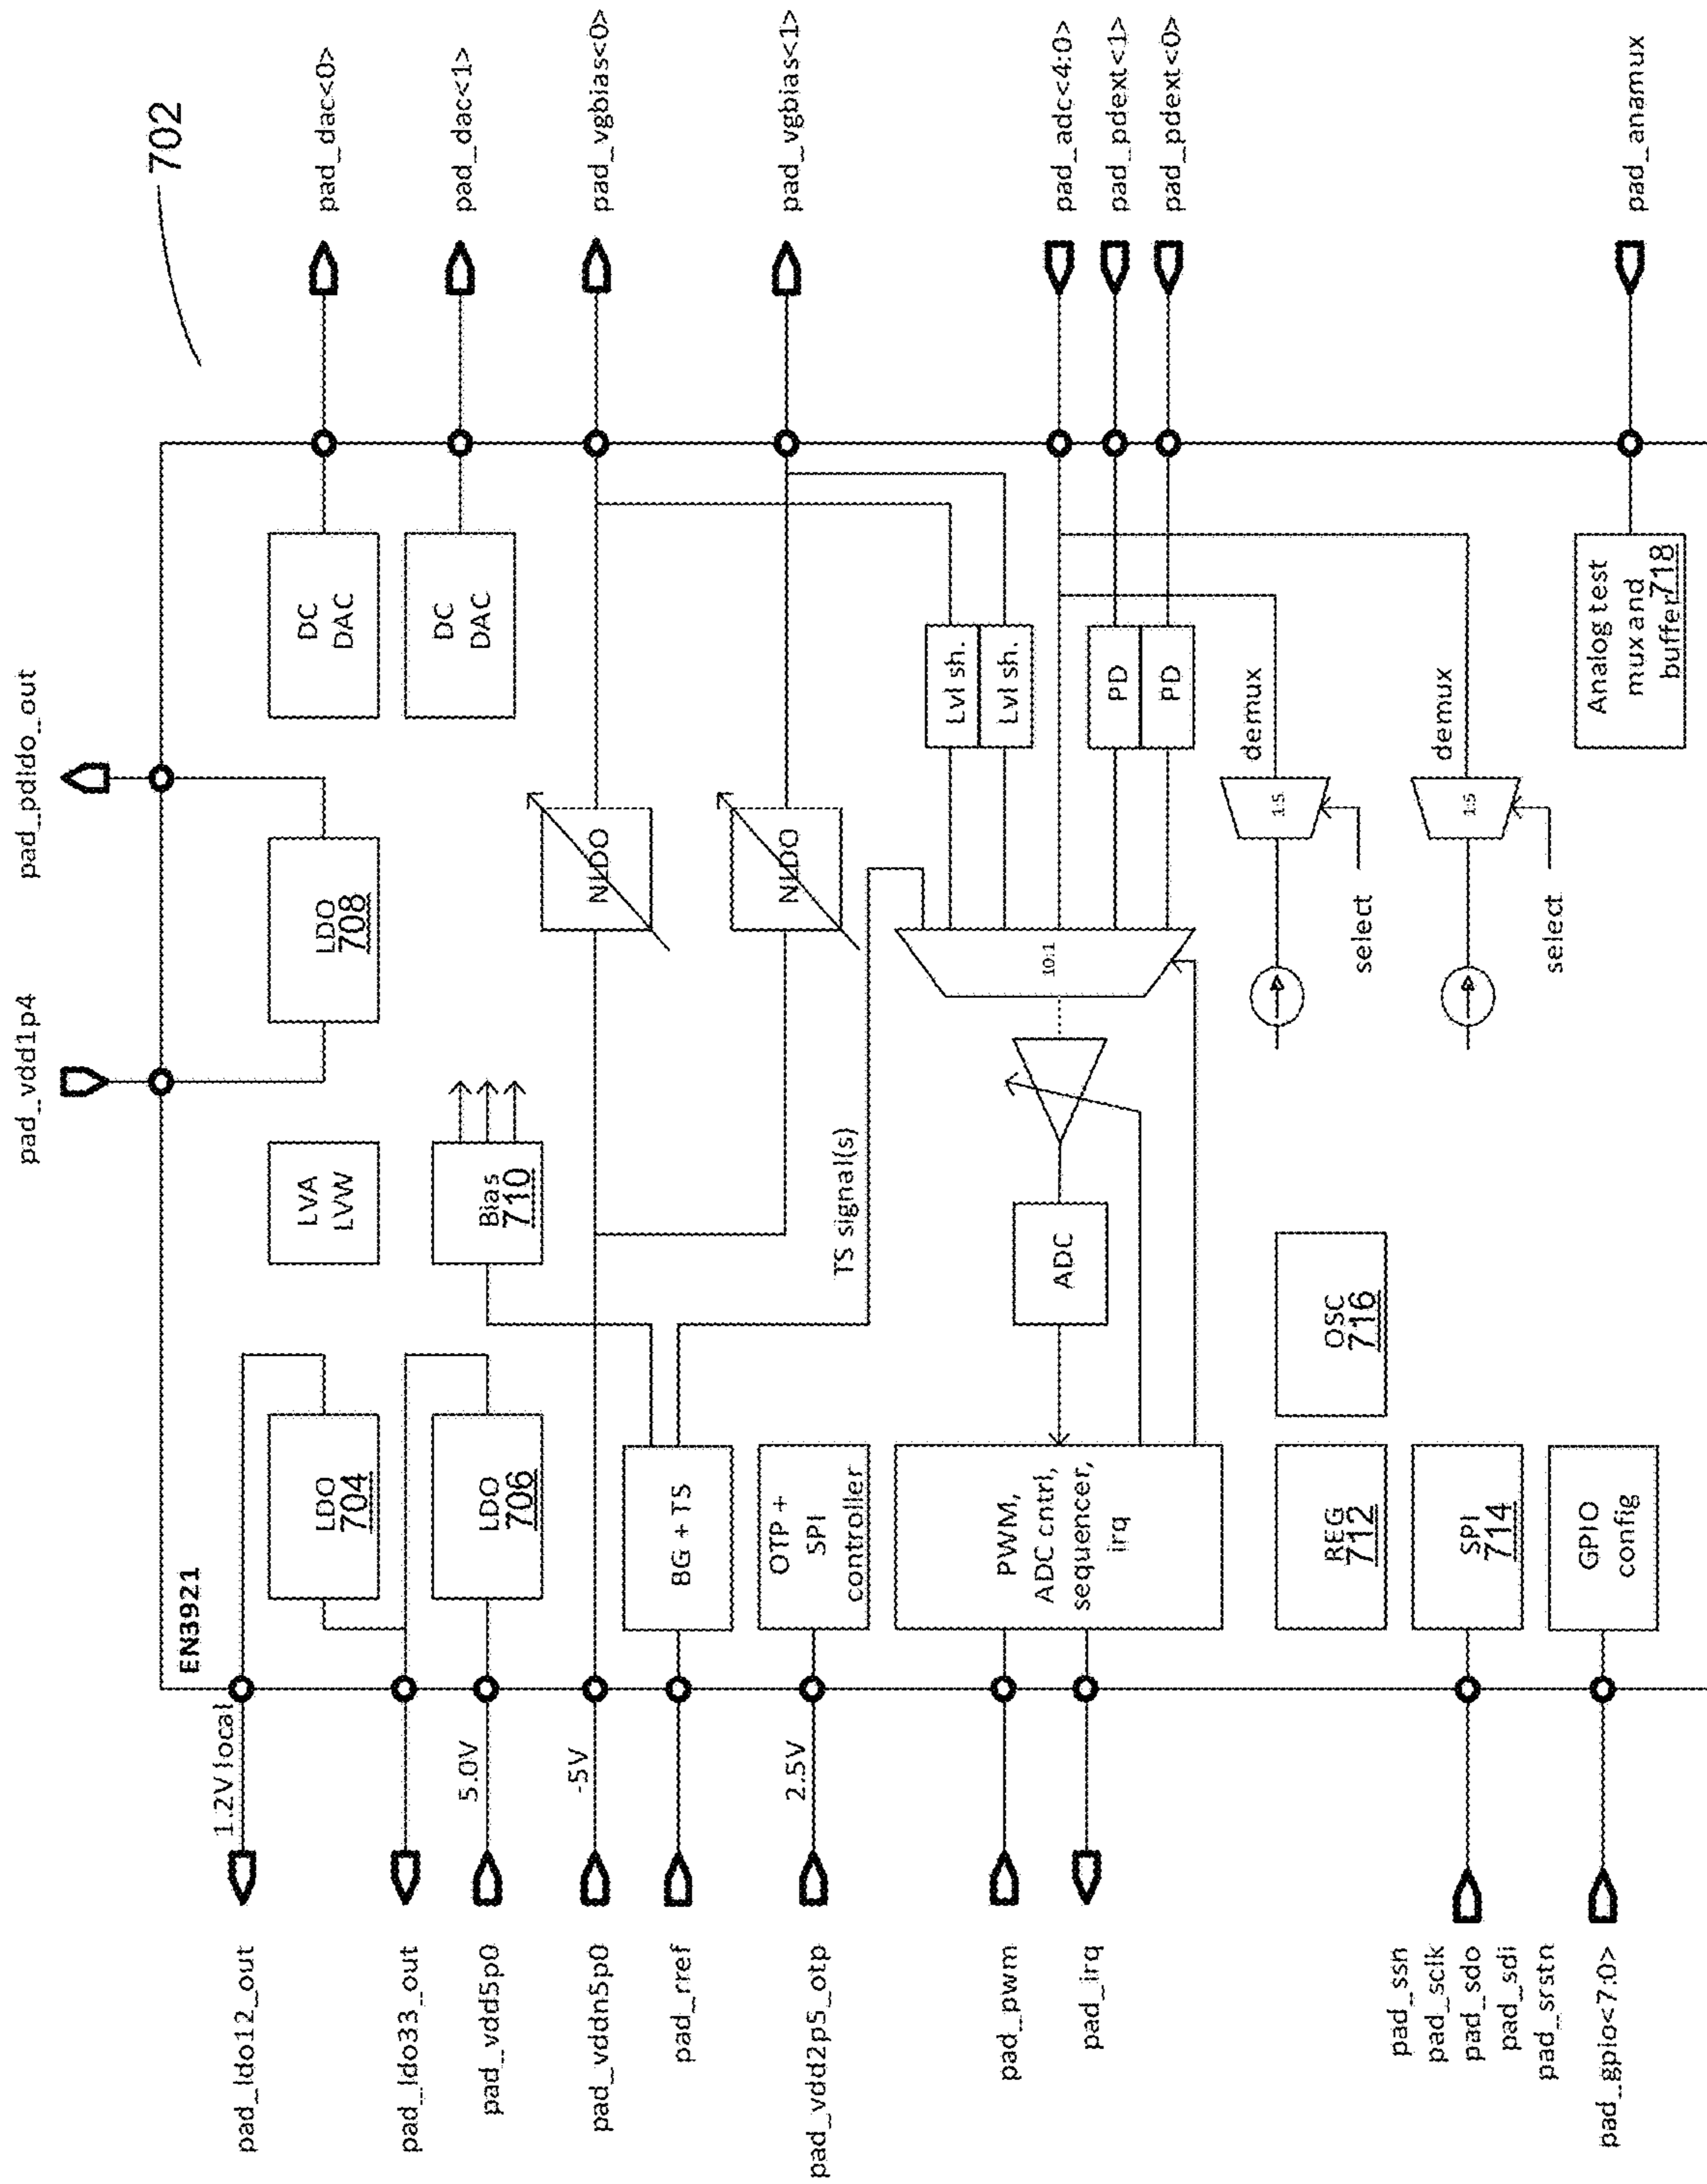 702
EN3921
pad_vdd1p4
pad_pdldo_out
pad_ldo12_out
1.2V local
pad_ldo33_out
pad_vdd5p0
5.0V
pad_vddn5p0
-5V
pad_rref
pad_vdd2p5_otp
2.5V
pad_pwm
pad_irq
pad_ssn
pad_sclk
pad_sdo
pad_sdi
pad_srstn
pad_gpio<7:0>
LDO
704
LDO
706
LVA
LVW
LDO
708
Bias
710
BG + TS
OTP +
SPI
controller
PWM,
ADC cntrl,
sequencer,
irq
REG
712
SPI
714
GPIO
config
OSC
716
ADC
TS signal(s)
10:1
NLDO
NLDO
DC
DAC
DC
DAC
Lvl sh.
Lvl sh.
PD
PD
demux
1:5
select
demux
1:5
select
Analog test
mux and
buffer 718
pad_dac<0>
pad_dac<1>
pad_vgbias<0>
pad_vgbias<1>
pad_adc<4:0>
pad_pdext<1>
pad_pdext<0>
pad_anamux